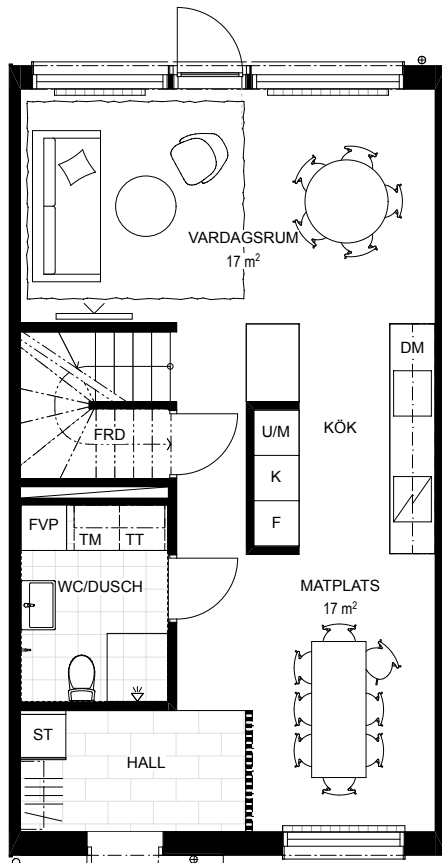 VARDAGSRUM
17 m²
DM
FRD
U/M
KÖK
K
F
FVP
TM
TT
WC/DUSCH
MATPLATS
17 m²
ST
HALL